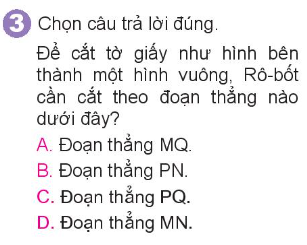 3 Chọn câu trả lời đúng.
Để cắt tờ giấy như hình bên
thành một hình vuông, Rô-bốt
cần cắt theo đoạn thẳng nào
dưới đây?
A. Đoạn thẳng MQ.
B. Đoạn thẳng PN.
C. Đoạn thẳng PQ.
D. Đoạn thẳng MN.